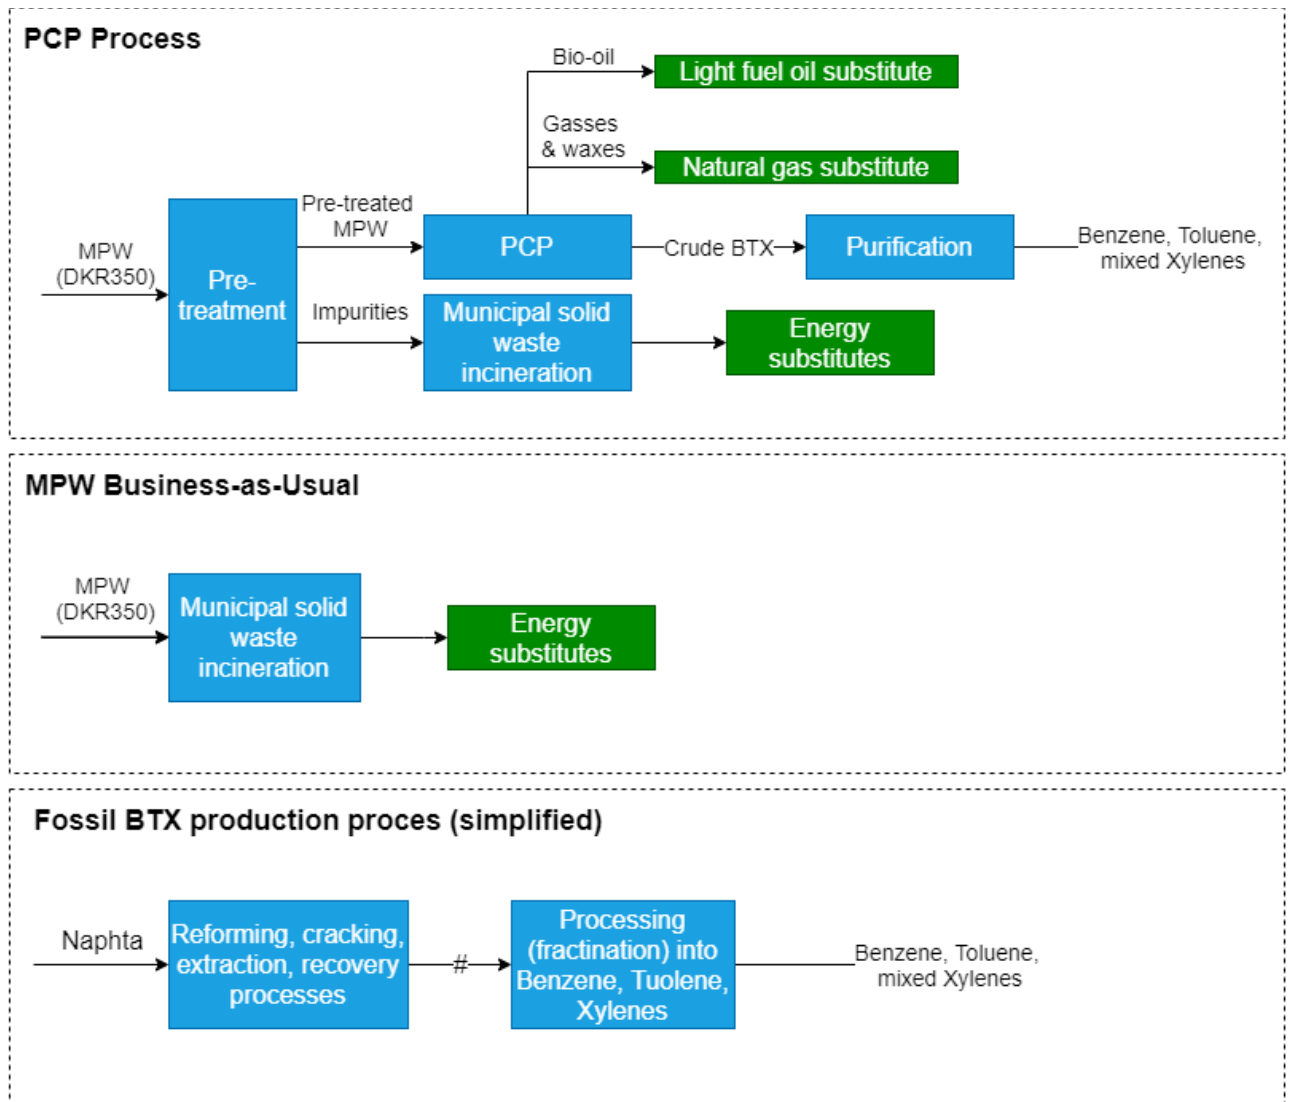 PCP Process
Bio-oil
Light fuel oil substitute
Gasses
& waxes
Natural gas substitute
MPW
(DKR350)
Pre-
treatment
Pre-treated
MPW
PCP
Crude BTX
Purification
Benzene, Toluene,
mixed Xylenes
Impurities
Municipal solid
waste
incineration
Energy
substitutes
MPW Business-as-Usual
MPW
(DKR350)
Municipal solid
waste
incineration
Energy
substitutes
Fossil BTX production proces (simplified)
Naphta
Reforming, cracking,
extraction, recovery
processes
#
Processing
(fractination) into
Benzene, Tuolene,
Xylenes
Benzene, Toluene,
mixed Xylenes